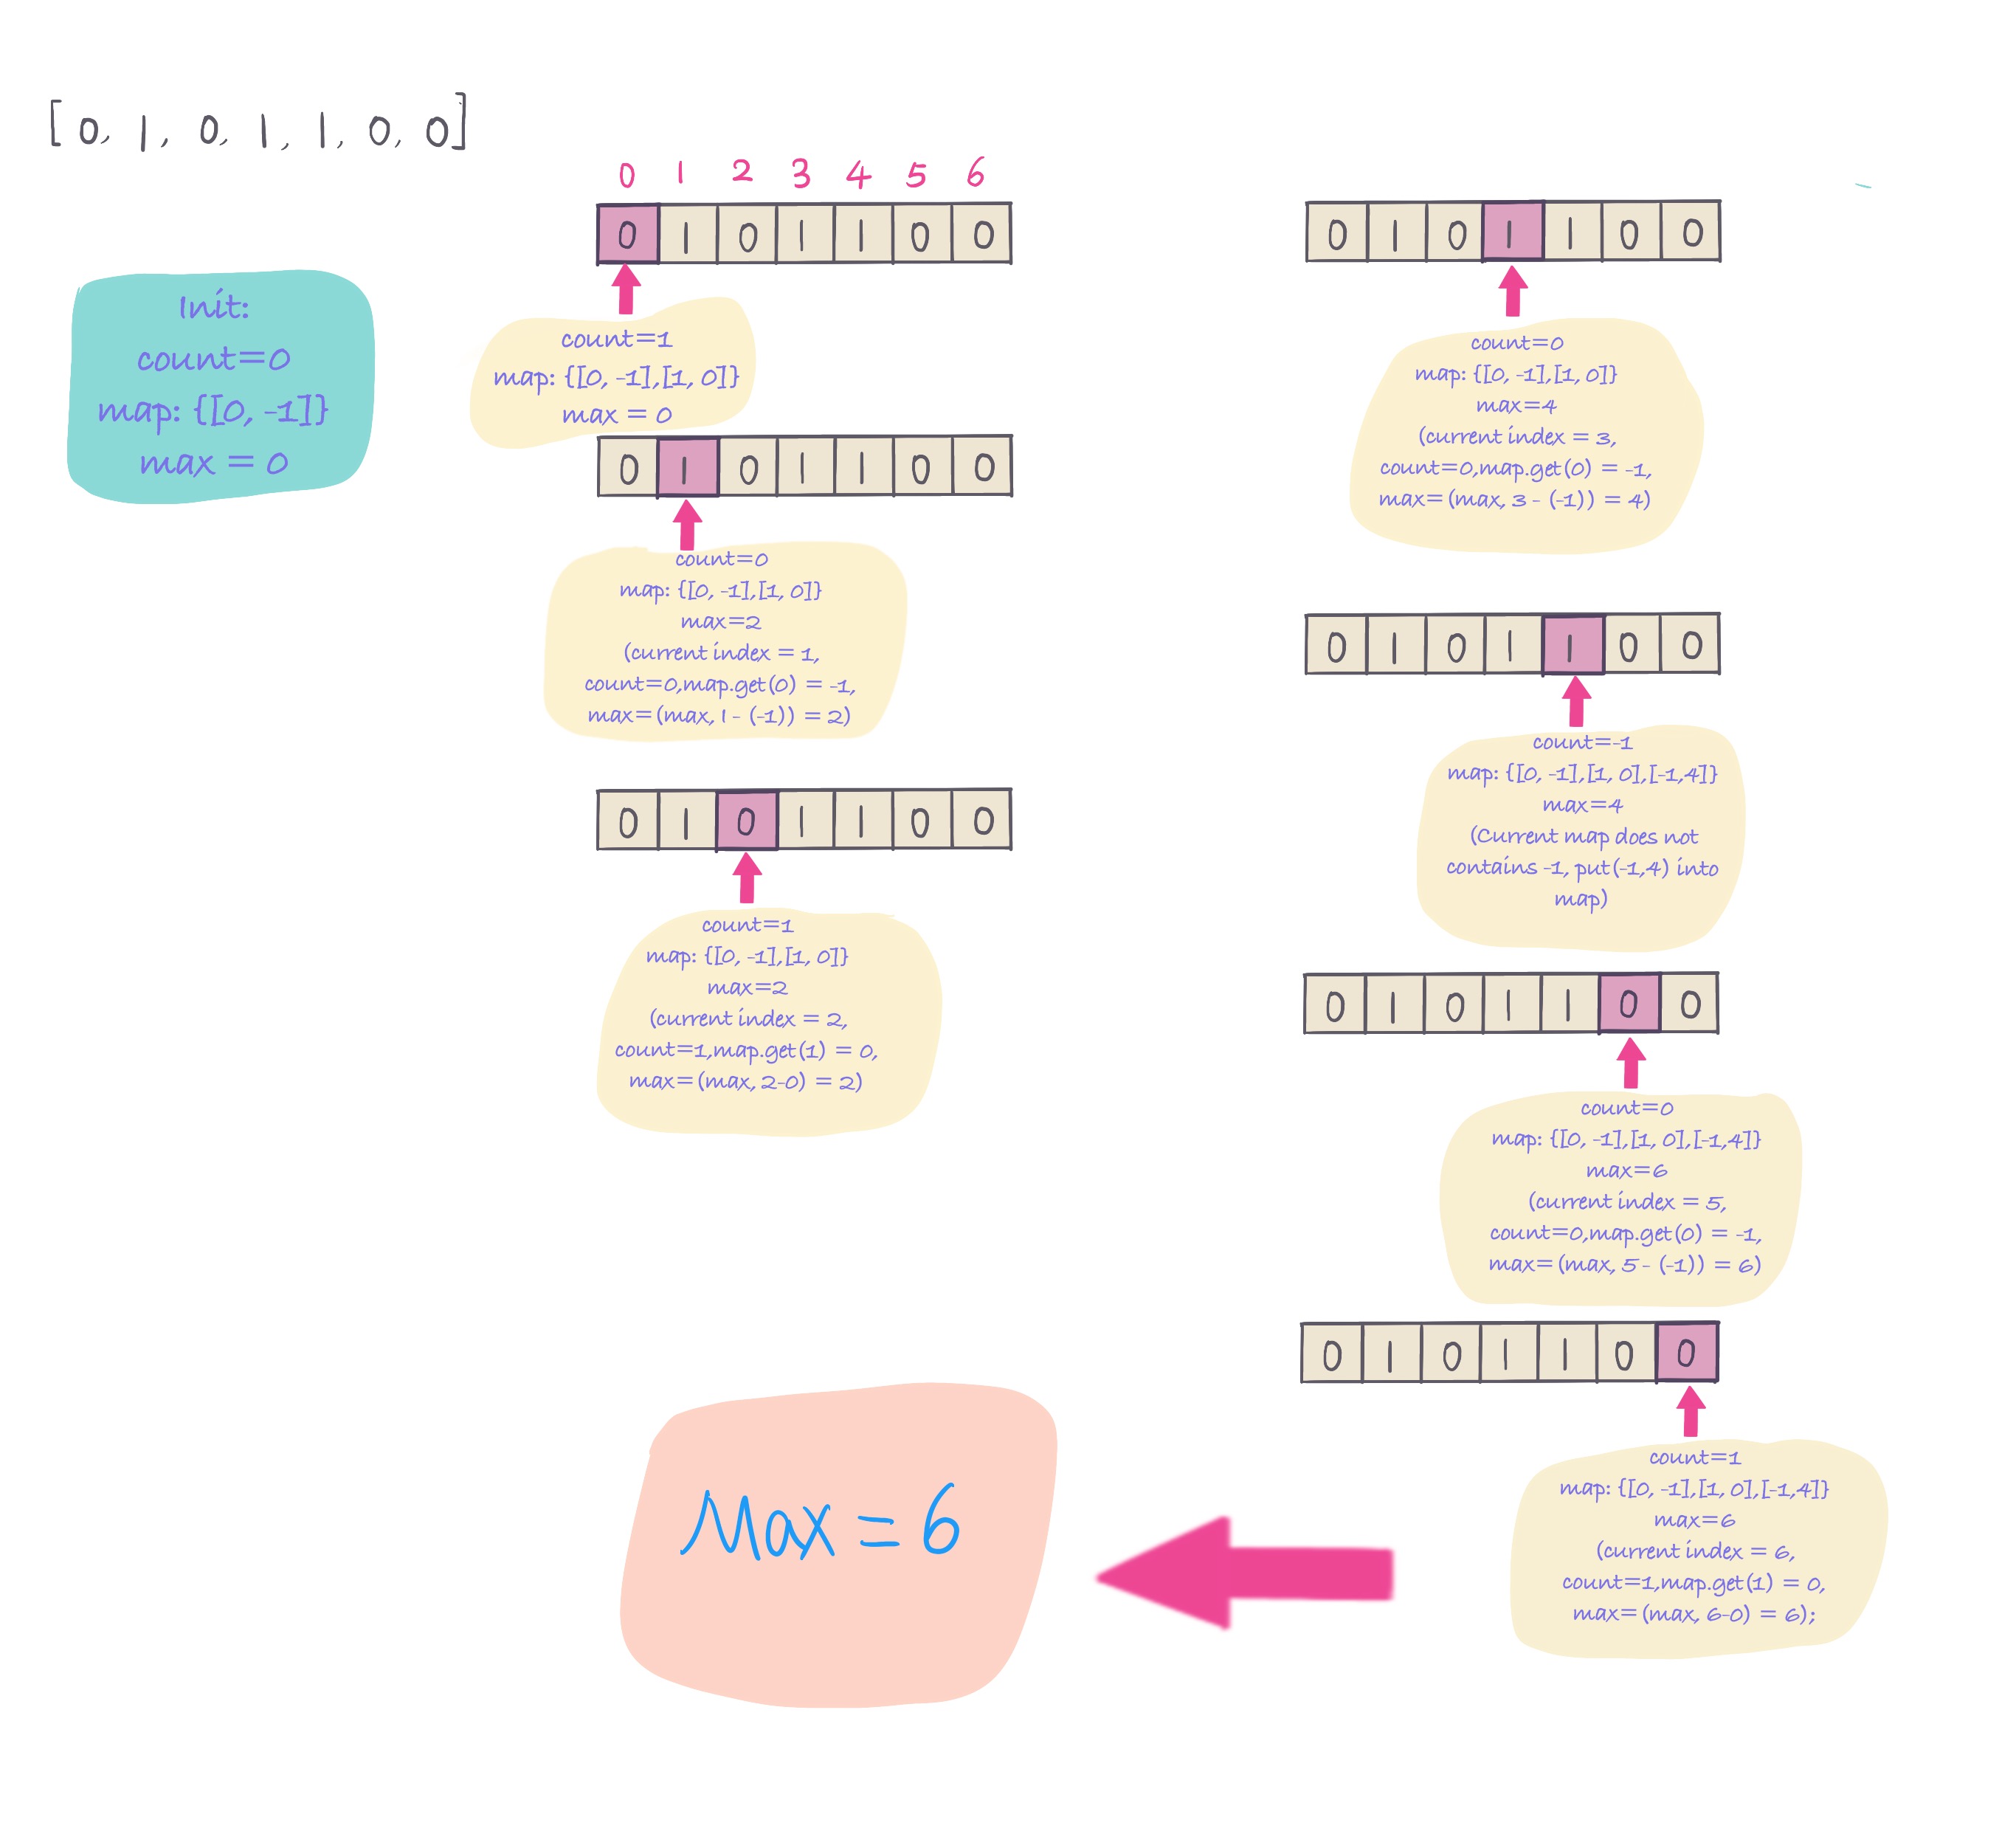 [0, 1, 0, 1, 1, 0, 0]
Init:
count=0
map: {[0, -1]}
max = 0
0 1 2 3 4 5 6
0 1 0 1 1 0 0
count=1
map: {[0, -1],[1, 0]}
max = 0
0 1 0 1 1 0 0
count=0
map: {[0, -1],[1, 0]}
max=2
(current index = 1,
count=0,map.get(0) = -1,
max=(max, 1 - (-1)) = 2)
0 1 0 1 1 0 0
count=1
map: {[0, -1],[1, 0]}
max=2
(current index = 2,
count=1,map.get(1) = 0,
max=(max, 2-0) = 2)
0 1 0 1 1 0 0
count=0
map: {[0, -1],[1, 0]}
max=4
(current index = 3,
count=0,map.get(0) = -1,
max=(max, 3 - (-1)) = 4)
0 1 0 1 1 0 0
count=-1
map: {[0, -1],[1, 0],[-1,4]}
max=4
(Current map does not
contains -1, put(-1,4) into
map)
0 1 0 1 1 0 0
count=0
map: {[0, -1],[1, 0],[-1,4]}
max=6
(current index = 5,
count=0,map.get(0) = -1,
max=(max, 5 - (-1)) = 6)
0 1 0 1 1 0 0
count=1
map: {[0, -1],[1, 0],[-1,4]}
max=6
(current index = 6,
count=1,map.get(1) = 0,
max=(max, 6-0) = 6);
Max = 6